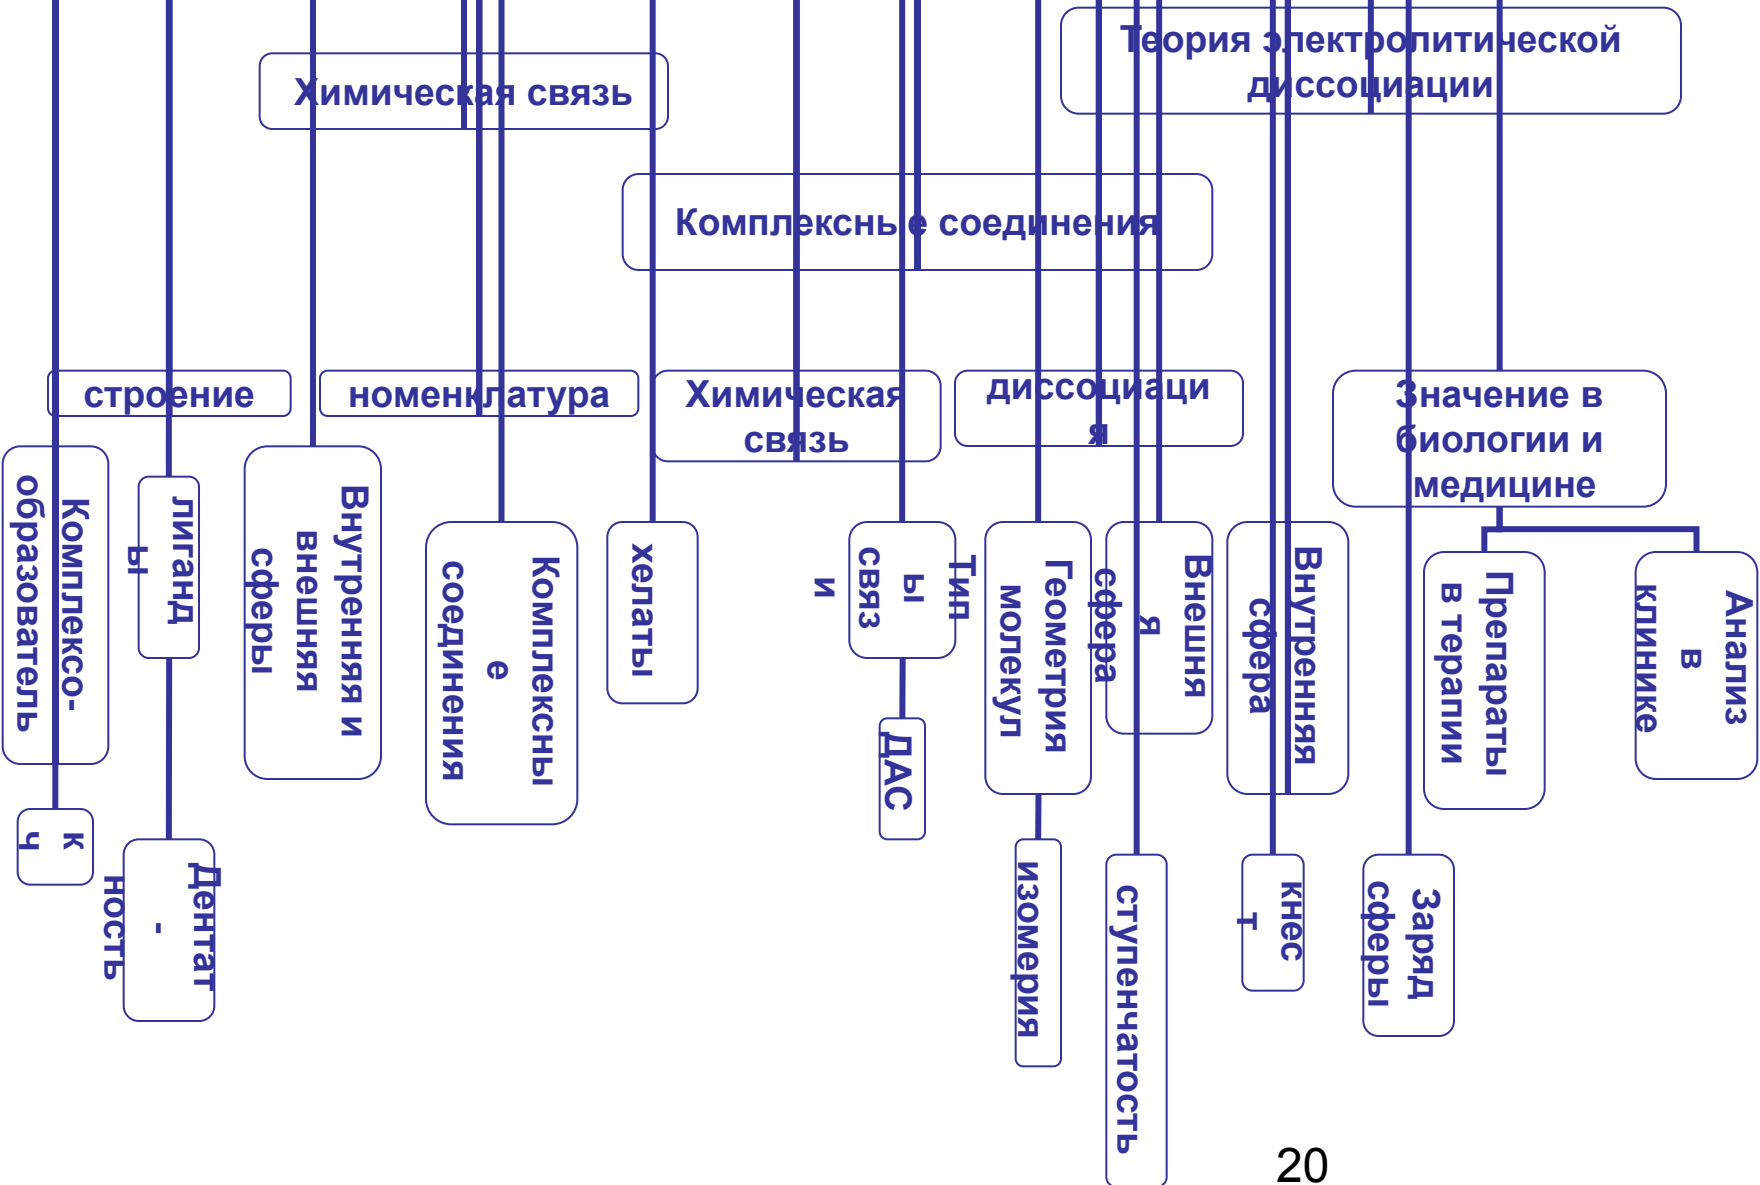 Теория электролитической
диссоциации
Химическая связь
Комплексные соединения
строение
номенклатура
Химическая
связь
диссоциаци
я
Значение в
биологии и
медицине
Комплексо-
образователь
лиганд
ы
Внутренняя и
внешняя
сферы
Комплексны
е
соединения
хелаты
Тип
ы
связ
и
Геометрия
молекул
Внешня
я
сфера
Внутренняя
сфера
Препараты
в терапии
Анализ
в
клинике
к
ч
Дентат
-
ность
ДАС
изомерия
ступенчатость
кнес
т
Заряд
сферы
20